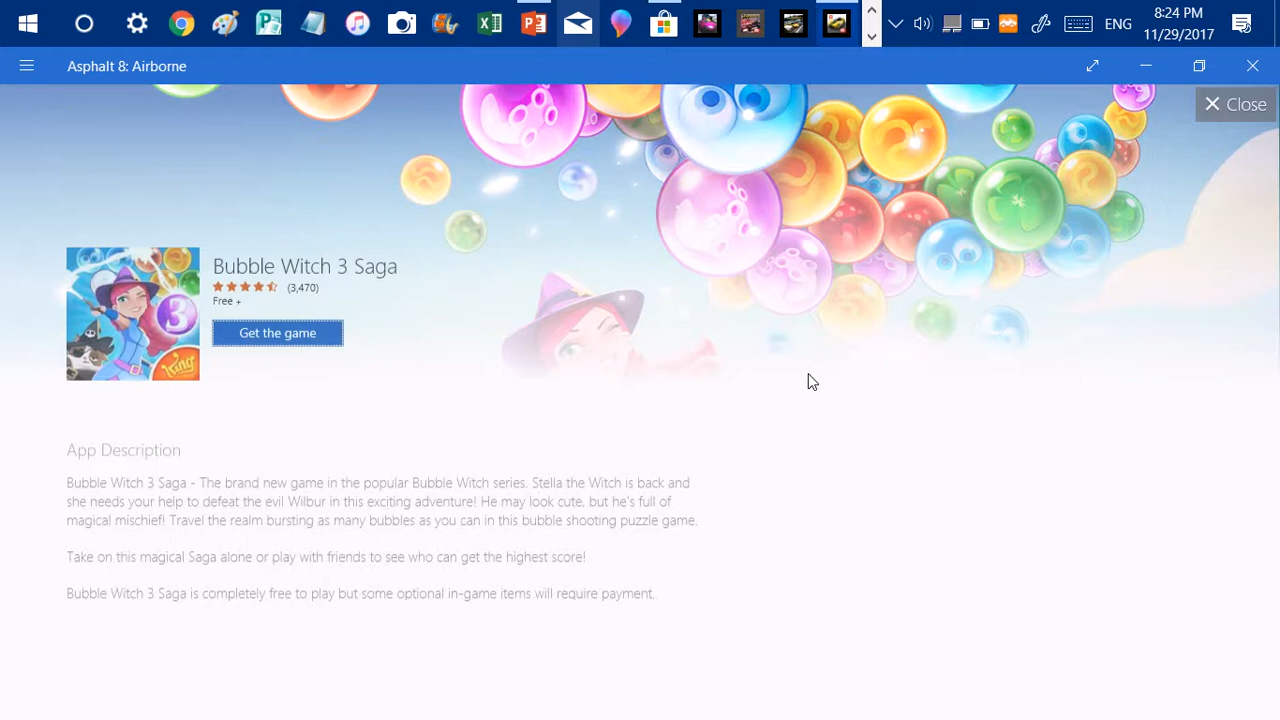 ENG
8:24 PM
11/29/2017
Asphalt 8: Airborne
Close
Bubble Witch 3 Saga
(3,470)
Free +
Get the game
3
King
App Description
Bubble Witch 3 Saga - The brand new game in the popular Bubble Witch series. Stella the Witch is back and
she needs your help to defeat the evil Wilbur in this exciting adventure! He may look cute, but he's full of
magical mischief! Travel the realm bursting as many bubbles as you can in this bubble shooting puzzle game.
Take on this magical Saga alone or play with friends to see who can get the highest score!
Bubble Witch 3 Saga is completely free to play but some optional in-game items will require payment.